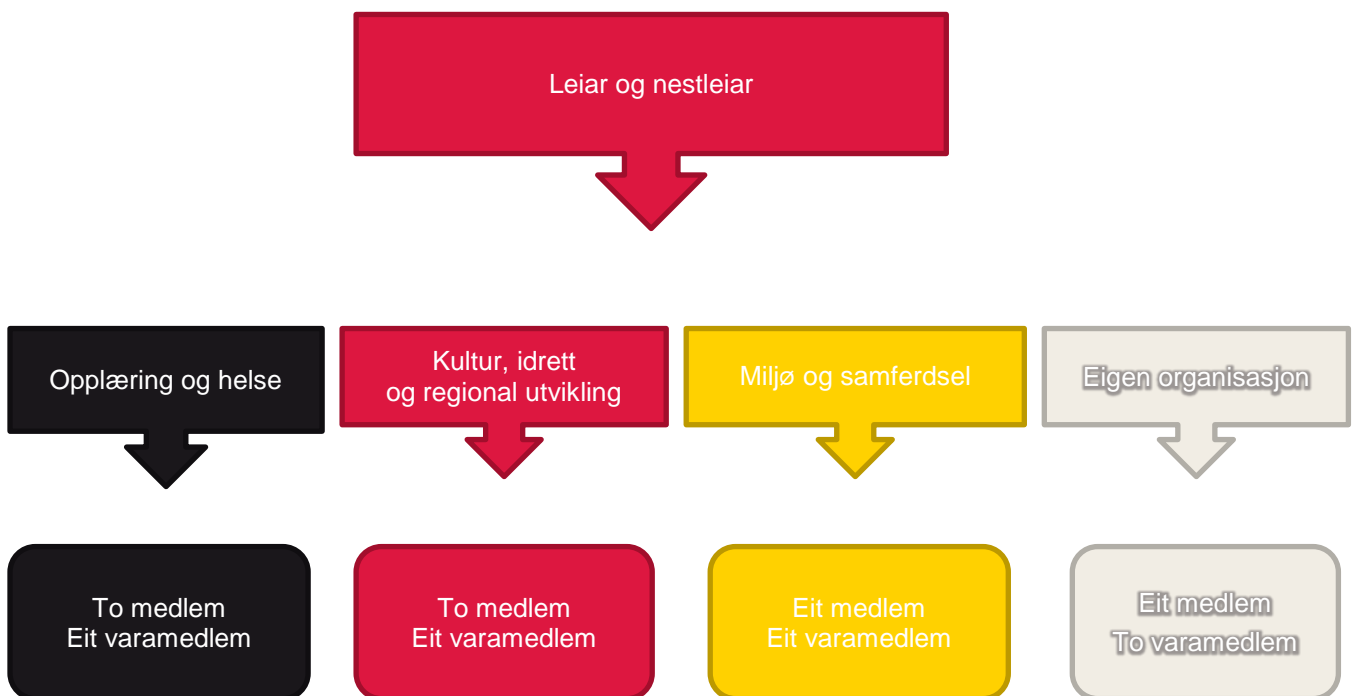 Leiar og nestleiar
Opplæring og helse
Kultur, idrett
og regional utvikling
Miljø og samferdsel
Eigen organisasjon
To medlem
Eit varamedlem
To medlem
Eit varamedlem
Eit medlem
Eit varamedlem
Eit medlem
To varamedlem